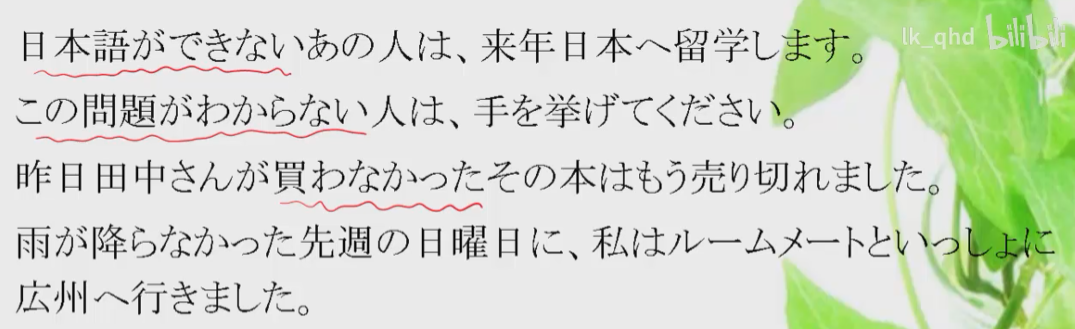 日本語ができないあの人は、来年日本へ留学します。
この問題がわからない人は、手を挙げてください。
昨日田中さんが買わなかったその本はもう売り切れました。
雨が降らなかった先週の日曜日に、私はルームメートといっしょに
広州へ行きました。
lk_qhd bilibili